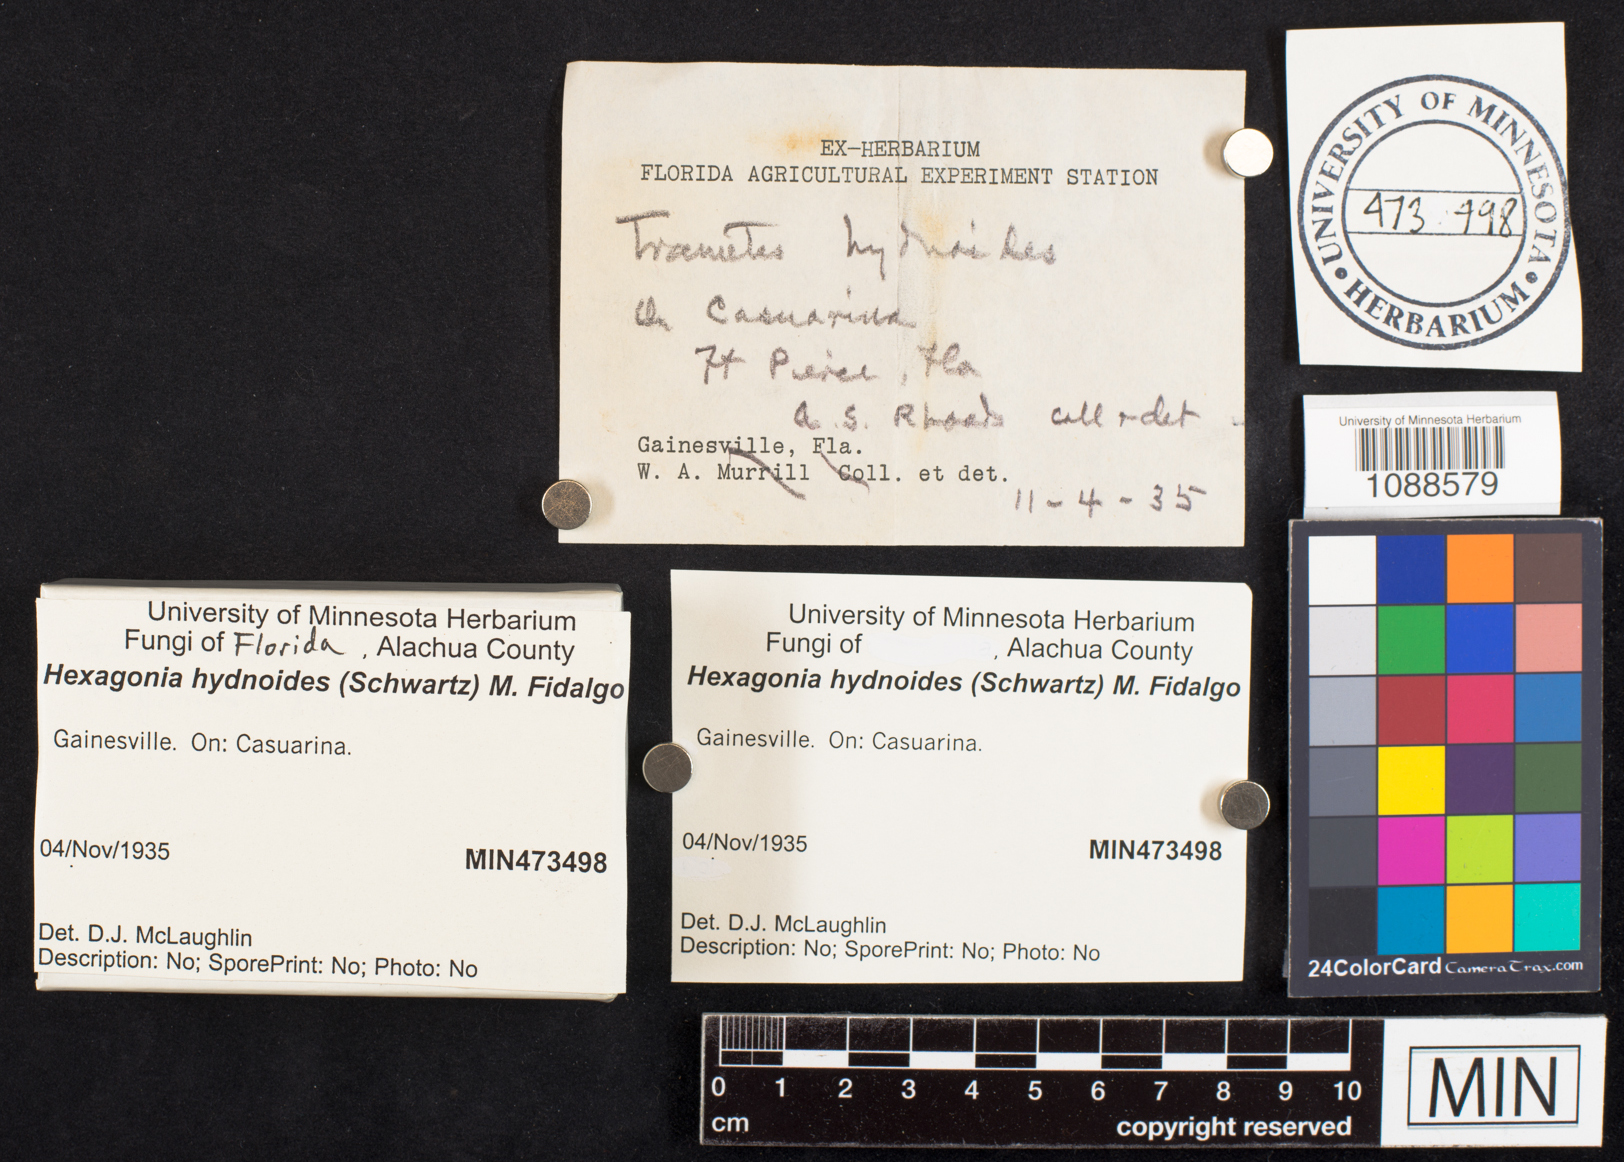 EX-HERBARIUM
FLORIDA AGRICULTURAL EXPERIMENT STATION
Trametes hydnoides
On Casuarina
Ft Pierce, Fla
A. S. Rhoads coll & det
Gainesville, Fla.
W. A. Murrill Coll. et det.
11-4-35
UNIVERSITY OF MINNESOTA
473 498
HERBARIUM
University of Minnesota Herbarium
1088579
University of Minnesota Herbarium
Fungi of Florida , Alachua County
Hexagonia hydnoides (Schwartz) M. Fidalgo
Gainesville. On: Casuarina.
04/Nov/1935
MIN473498
Det. D.J. McLaughlin
Description: No; SporePrint: No; Photo: No
University of Minnesota Herbarium
Fungi of , Alachua County
Hexagonia hydnoides (Schwartz) M. Fidalgo
Gainesville. On: Casuarina.
04/Nov/1935
MIN473498
Det. D.J. McLaughlin
Description: No; SporePrint: No; Photo: No
24ColorCard CameraTrax.com
0 1 2 3 4 5 6 7 8 9 10
cm
copyright reserved
MIN